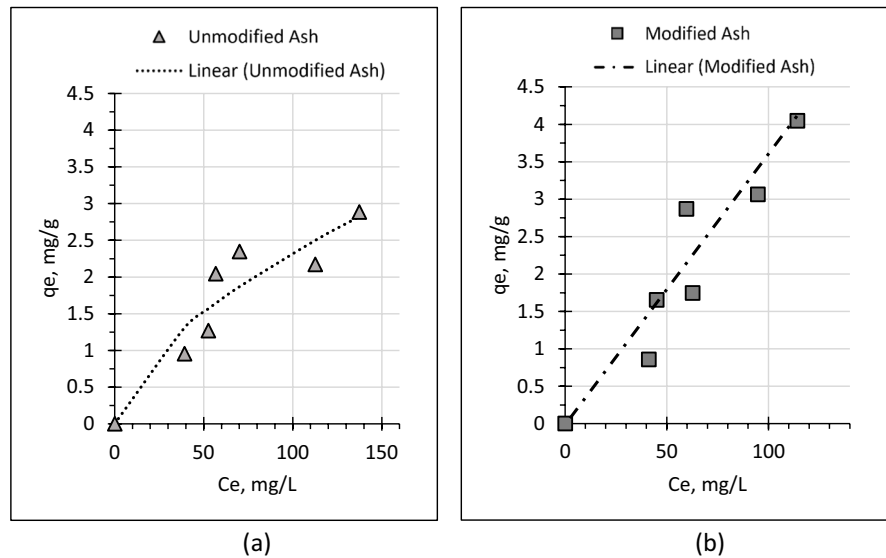 Unmodified Ash
Linear (Unmodified Ash)
4.5
4
3.5
3
2.5
2
1.5
1
0.5
0
qe, mg/g
0 50 100 150
Ce, mg/L
(a)
Modified Ash
Linear (Modified Ash)
4.5
4
3.5
3
2.5
2
1.5
1
0.5
0
qe, mg/g
0 100
Ce, mg/L
(b)